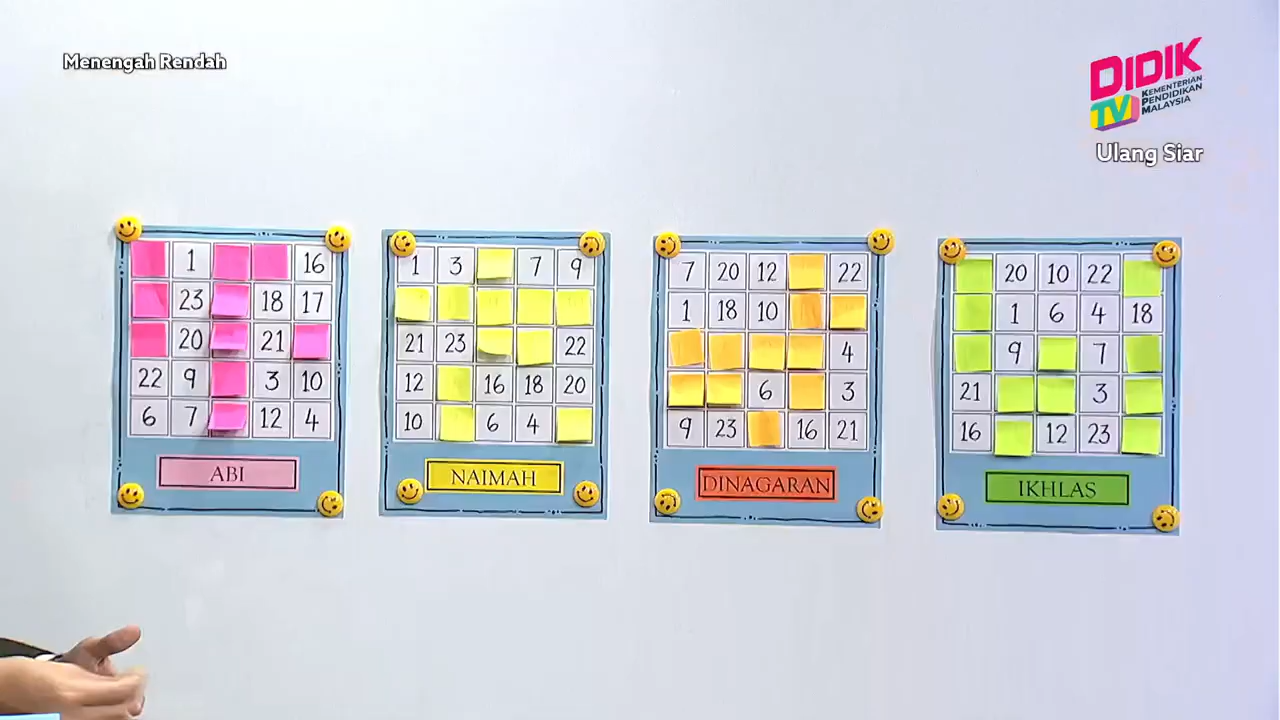 Menengah Rendah
DIDIK
TV
KEMENTERIAN
PENDIDIKAN
MALAYSIA
Ulang Siar
1 16
23 18 17
20 21
22 9 3 10
6 7 12 4
ABI
1 3 7 9
21 23 22
12 16 18 20
10 6 4
NAIMAH
7 20 12 22
1 18 10
4
6 3
9 23 16 21
DINAGARAN
20 10 22
1 6 4 18
9 7
21 3
16 12 23
IKHLAS